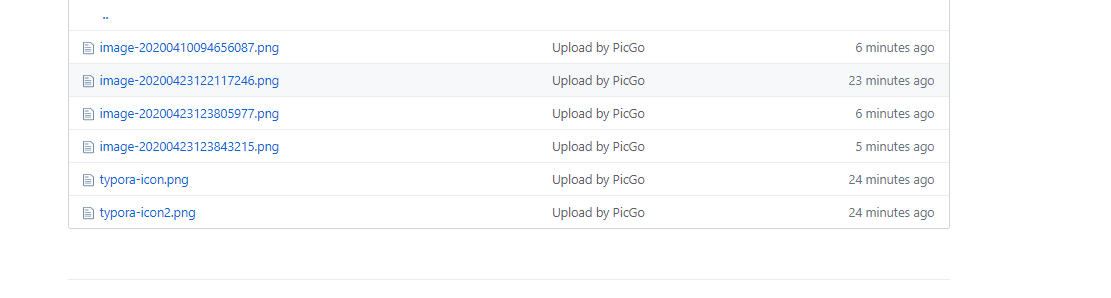 ..
image-20200410094656087.png Upload by PicGo 6 minutes ago
image-20200423122117246.png Upload by PicGo 23 minutes ago
image-20200423123805977.png Upload by PicGo 6 minutes ago
image-20200423123843215.png Upload by PicGo 5 minutes ago
typora-icon.png Upload by PicGo 24 minutes ago
typora-icon2.png Upload by PicGo 24 minutes ago